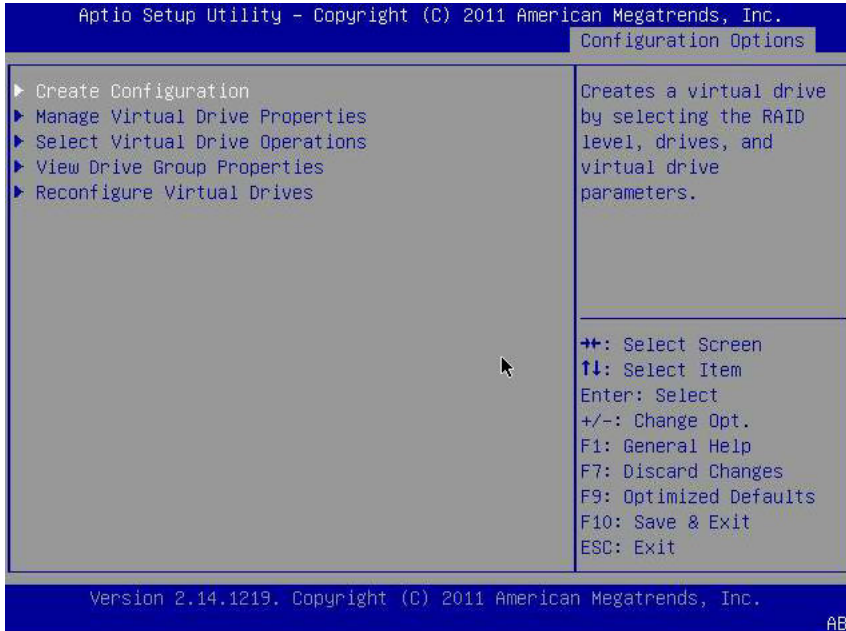 Aptio Setup Utility – Copyright (C) 2011 American Megatrends, Inc.
Configuration Options
Create Configuration
Manage Virtual Drive Properties
Select Virtual Drive Operations
View Drive Group Properties
Reconfigure Virtual Drives
Creates a virtual drive
by selecting the RAID
level, drives, and
virtual drive
parameters.
→←: Select Screen
↑↓: Select Item
Enter: Select
+/-: Change Opt.
F1: General Help
F7: Discard Changes
F9: Optimized Defaults
F10: Save & Exit
ESC: Exit
Version 2.14.1219. Copyright (C) 2011 American Megatrends, Inc.
AB